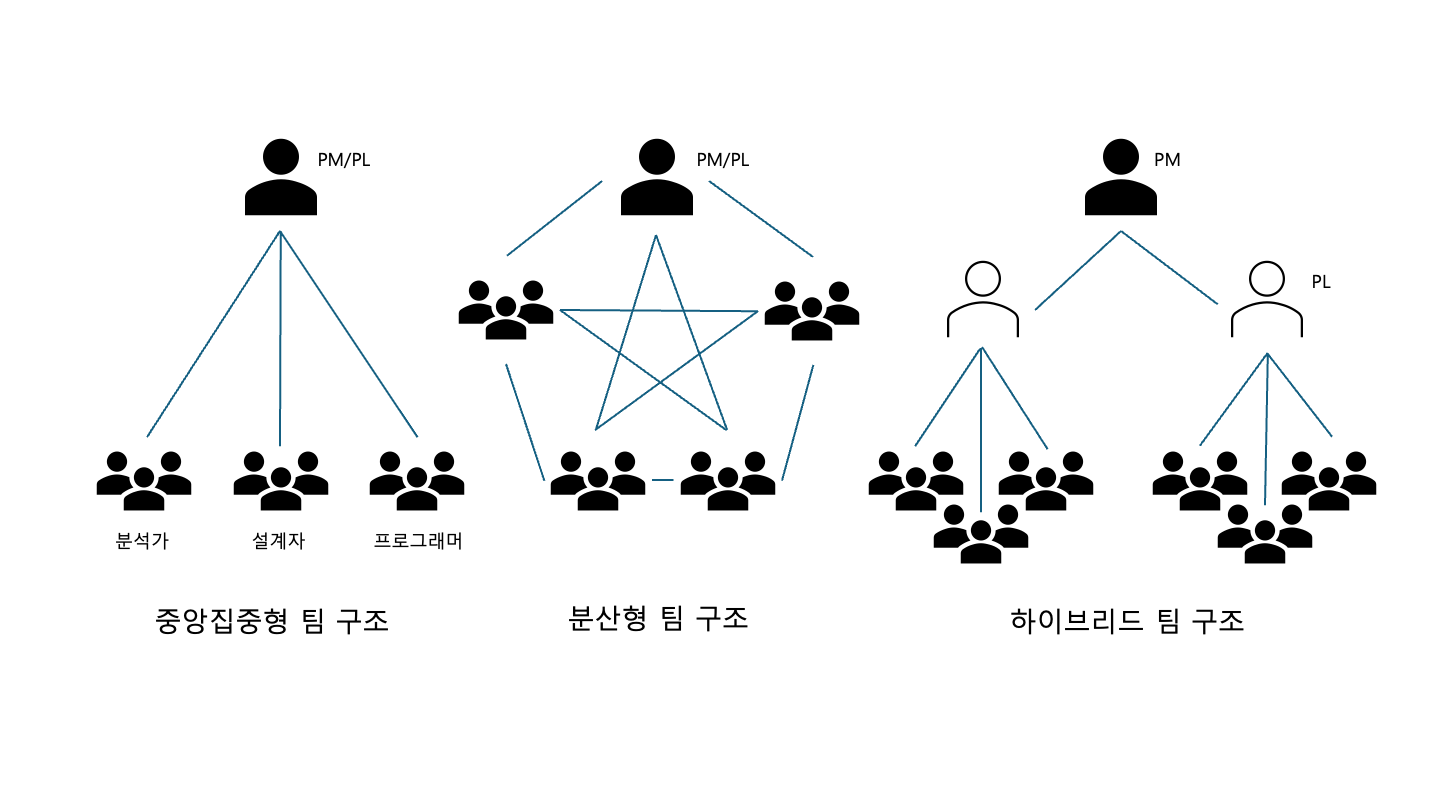 PM/PL
PM/PL
PM
PL
분석가
설계자
프로그래머
중앙집중형 팀 구조
분산형 팀 구조
하이브리드 팀 구조